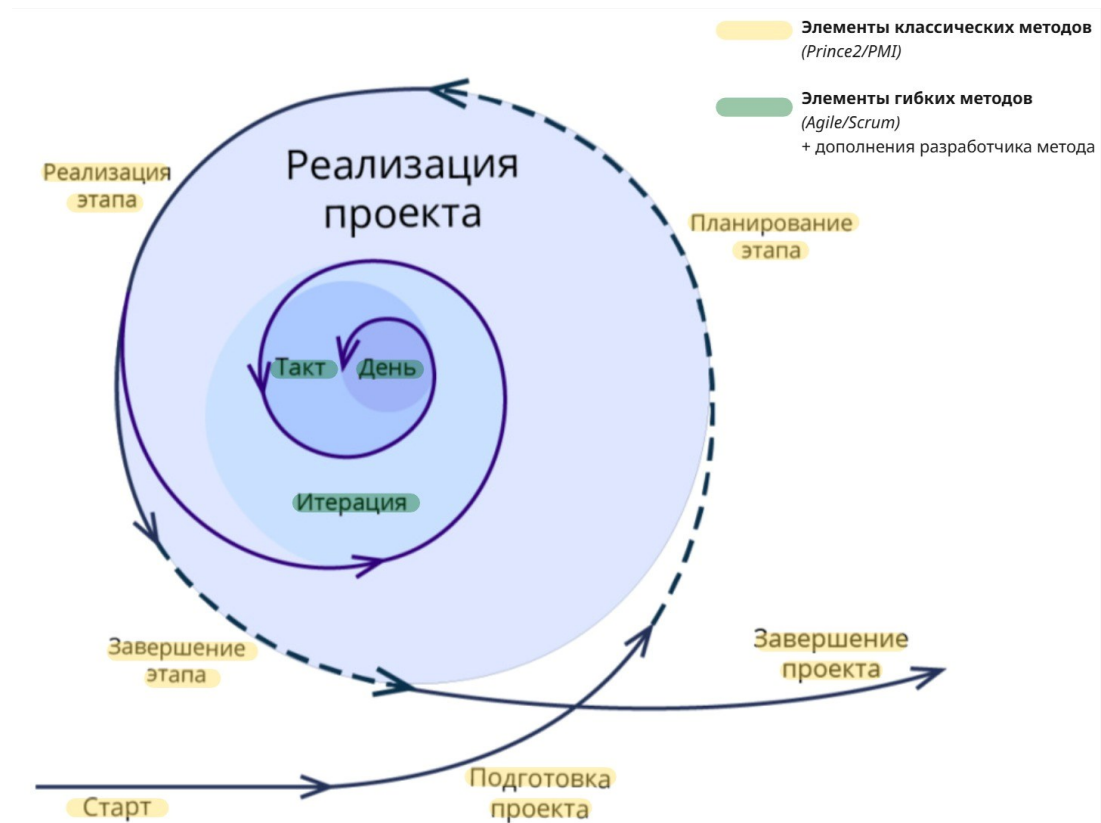 Элементы классических методов
(Prince2/PMI)
Элементы гибких методов
(Agile/Scrum)
+ дополнения разработчика метода
Реализация
проекта
Реализация
этапа
Планирование
этапа
Такт
День
Итерация
Завершение
этапа
Завершение
проекта
Подготовка
проекта
Старт